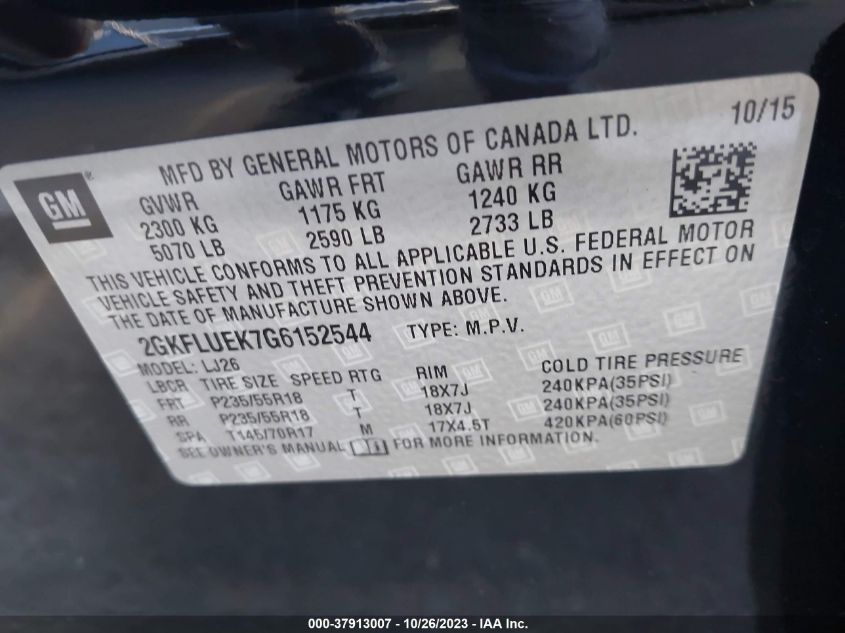 10/15
MFD BY GENERAL MOTORS OF CANADA LTD.
GM
GVWR GAWR FRT GAWR RR
2300 KG 1175 KG 1240 KG
5070 LB 2590 LB 2733 LB
THIS VEHICLE CONFORMS TO ALL APPLICABLE U.S. FEDERAL MOTOR
VEHICLE SAFETY AND THEFT PREVENTION STANDARDS IN EFFECT ON
THE DATE OF MANUFACTURE SHOWN ABOVE.
2GKFLUEK7G6152544 TYPE: M.P.V.
MODEL: LJ26
LBCR TIRE SIZE SPEED RTG RIM COLD TIRE PRESSURE
FRT P235/55R18 T 18X7J 240KPA(35PSI)
RR P235/55R18 T 18X7J 240KPA(35PSI)
SPA T145/70R17 M 17X4.5T 420KPA(60PSI)
SEE OWNER'S MANUAL FOR MORE INFORMATION.
000-37913007 - 10/26/2023 - IAA Inc.